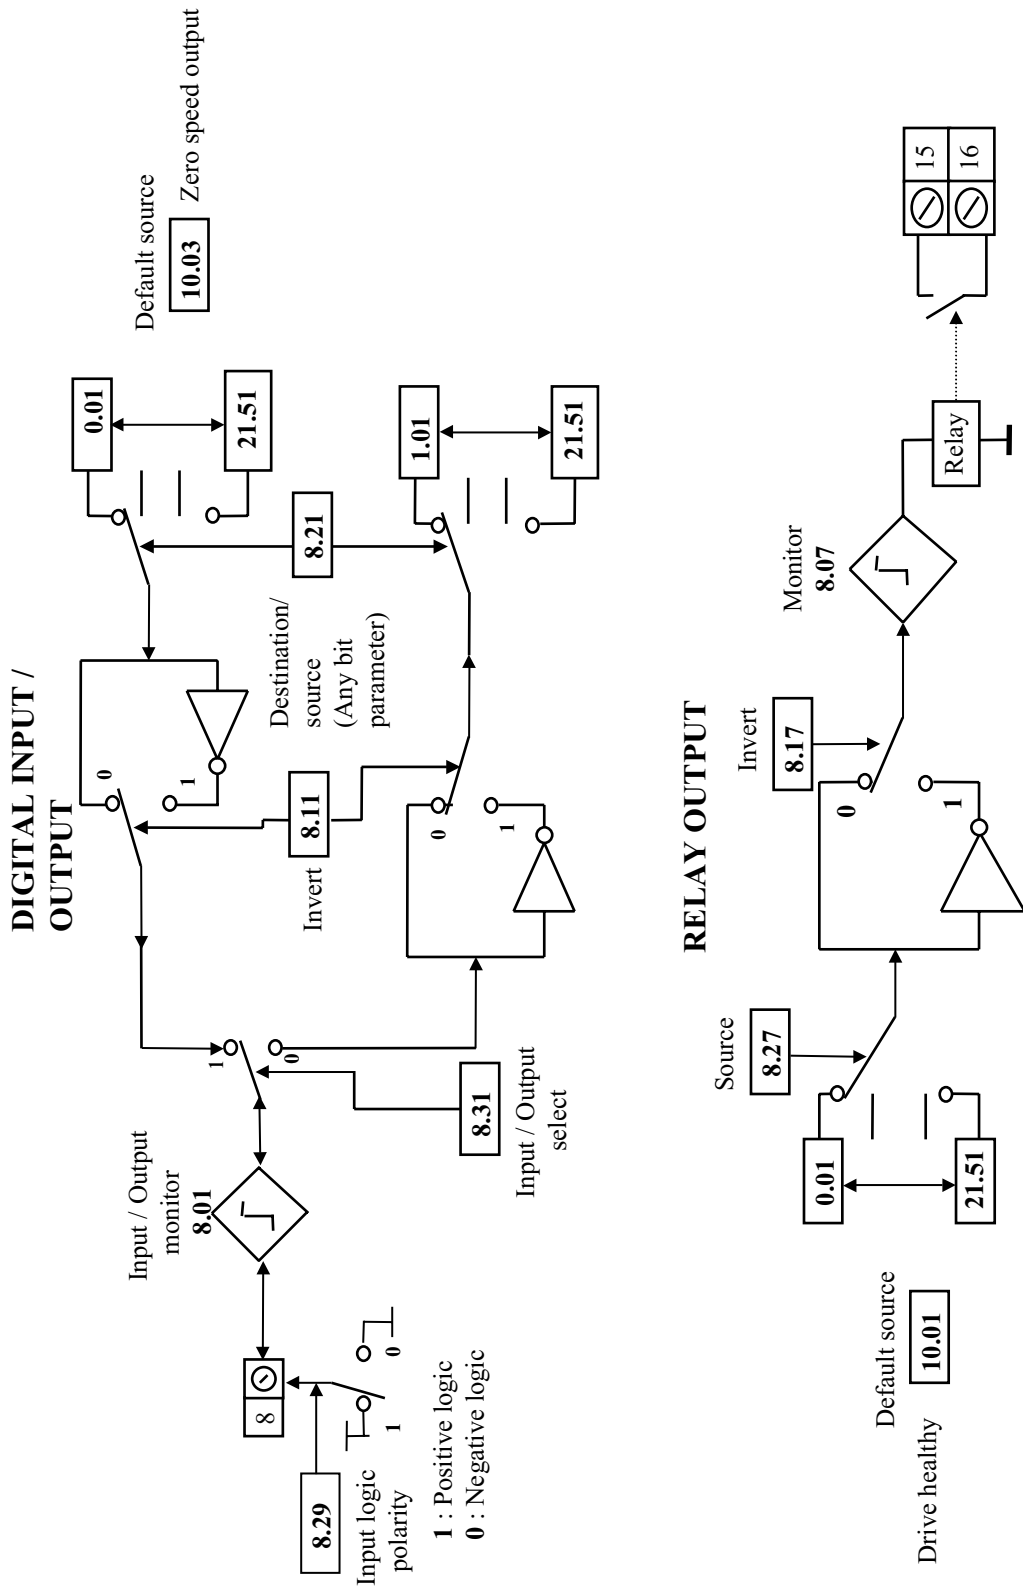 DIGITAL INPUT /
OUTPUT
Input / Output
monitor
8.01
8
8.29
Input logic
polarity
1
0
1 : Positive logic
0 : Negative logic
1
0
8.31
Input / Output
select
0
1
8.11
Invert
0
1
Destination/
source
(Any bit
parameter)
8.21
0.01
21.51
1.01
21.51
Default source
10.03
Zero speed output
RELAY OUTPUT
Drive healthy
Default source
10.01
0.01
21.51
Source
8.27
0
1
Invert
8.17
Monitor
8.07
Relay
15
16